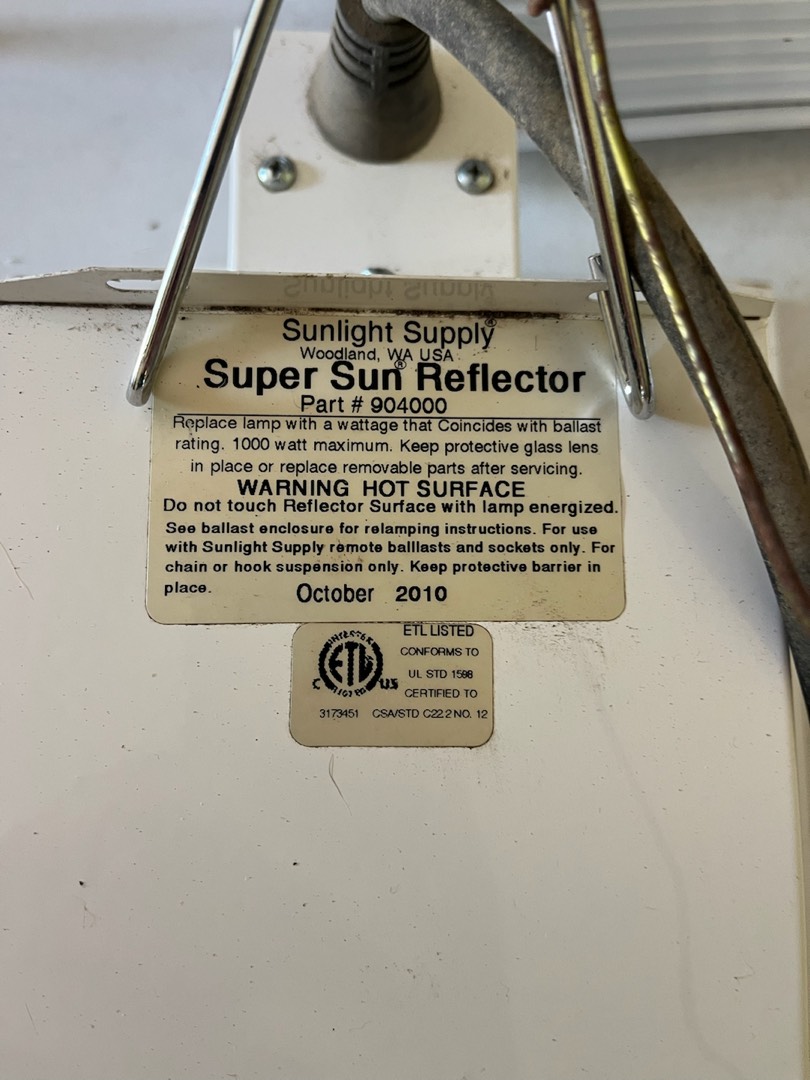 Sunlight Supply®
Woodland, WA USA
Super Sun® Reflector
Part # 904000
Replace lamp with a wattage that Coincides with ballast
rating. 1000 watt maximum. Keep protective glass lens
in place or replace removable parts after servicing.
WARNING HOT SURFACE
Do not touch Reflector Surface with lamp energized.
See ballast enclosure for relamping instructions. For use
with Sunlight Supply remote balllasts and sockets only. For
chain or hook suspension only. Keep protective barrier in
place.
October 2010
ETL LISTED
CONFORMS TO
UL STD 1598
CERTIFIED TO
3173451 CSA/STD C22.2 NO. 12
INTERTEK
ETL
C US